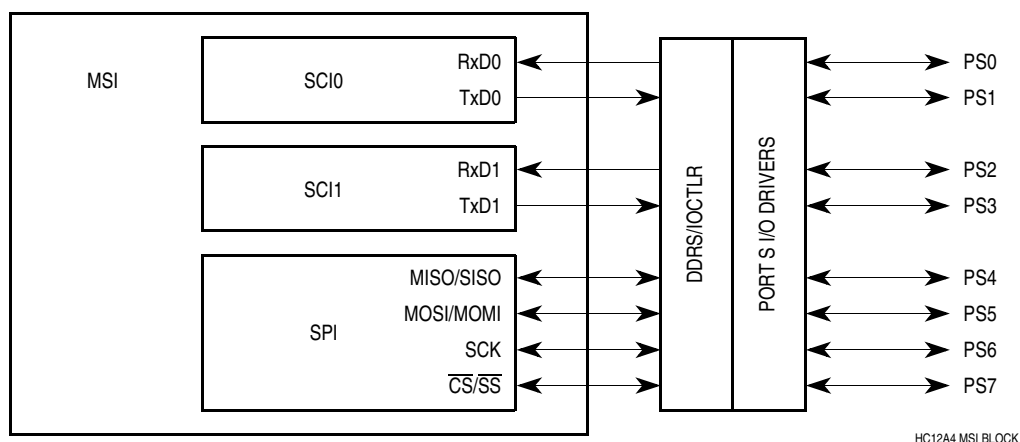 MSI
SCI0
RxD0
TxD0
SCI1
RxD1
TxD1
SPI
MISO/SISO
MOSI/MOMI
SCK
CS/SS
DDRS/IOCTLR
PORT S I/O DRIVERS
PS0
PS1
PS2
PS3
PS4
PS5
PS6
PS7
HC12A4 MSI BLOCK